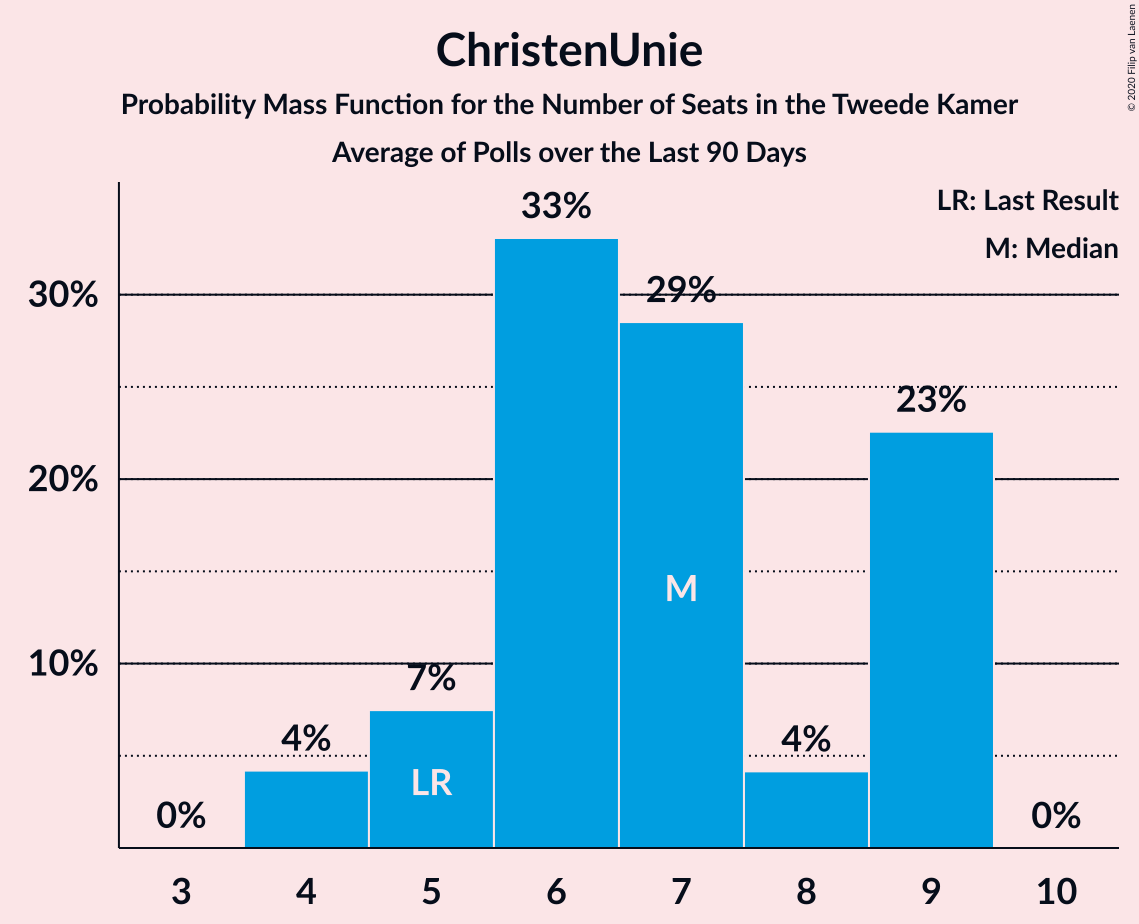 ChristenUnie
Probability Mass Function for the Number of Seats in the Tweede Kamer
Average of Polls over the Last 90 Days
© 2020 Filip van Laenen
LR: Last Result
M: Median
33%
29%
23%
7%
4%
4%
0%
0%
M
LR
30%
20%
10%
3 4 5 6 7 8 9 10